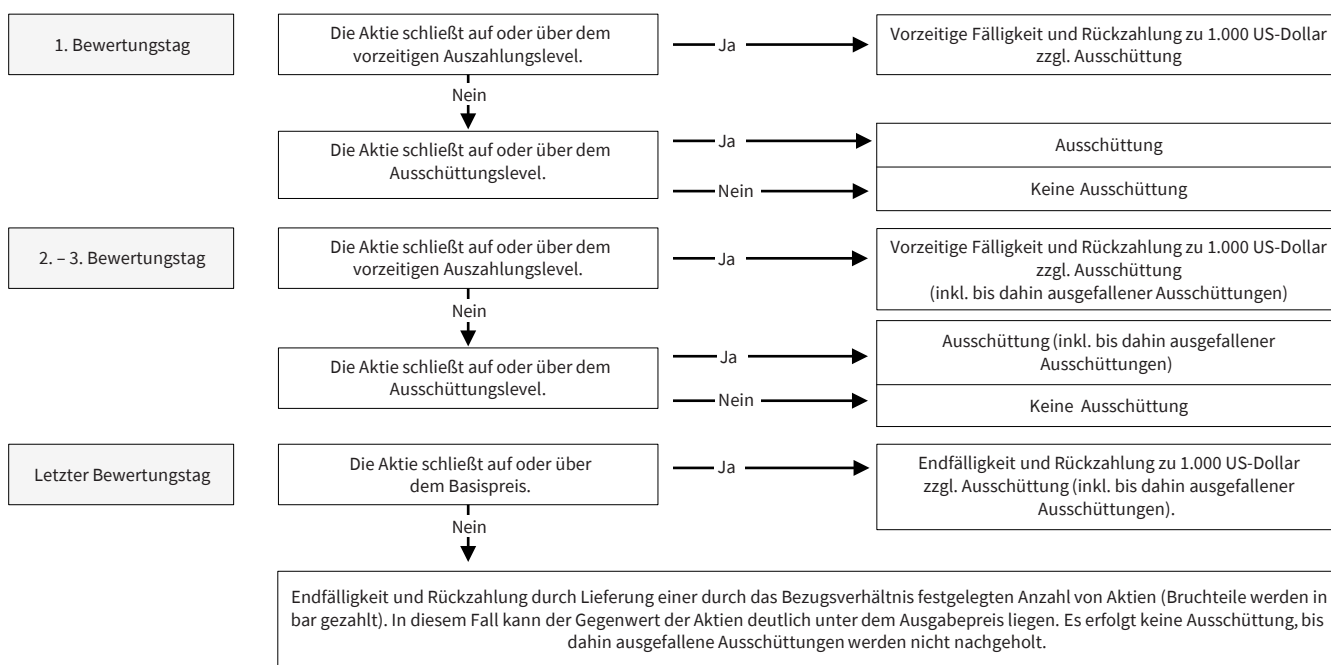 1. Bewertungstag
Die Aktie schließt auf oder über dem
vorzeitigen Auszahlungslevel.
Ja
Vorzeitige Fälligkeit und Rückzahlung zu 1.000 US-Dollar
zzgl. Ausschüttung
Nein
Die Aktie schließt auf oder über dem
Ausschüttungslevel.
Ja
Ausschüttung
Nein
Keine Ausschüttung
2. – 3. Bewertungstag
Die Aktie schließt auf oder über dem
vorzeitigen Auszahlungslevel.
Ja
Vorzeitige Fälligkeit und Rückzahlung zu 1.000 US-Dollar
zzgl. Ausschüttung
(inkl. bis dahin ausgefallener Ausschüttungen)
Nein
Die Aktie schließt auf oder über dem
Ausschüttungslevel.
Ja
Ausschüttung (inkl. bis dahin ausgefallener
Ausschüttungen)
Nein
Keine Ausschüttung
Letzter Bewertungstag
Die Aktie schließt auf oder über
dem Basispreis.
Ja
Endfälligkeit und Rückzahlung zu 1.000 US-Dollar
zzgl. Ausschüttung (inkl. bis dahin ausgefallener
Ausschüttungen).
Nein
Endfälligkeit und Rückzahlung durch Lieferung einer durch das Bezugsverhältnis festgelegten Anzahl von Aktien (Bruchteile werden in
bar gezahlt). In diesem Fall kann der Gegenwert der Aktien deutlich unter dem Ausgabepreis liegen. Es erfolgt keine Ausschüttung, bis
dahin ausgefallene Ausschüttungen werden nicht nachgeholt.